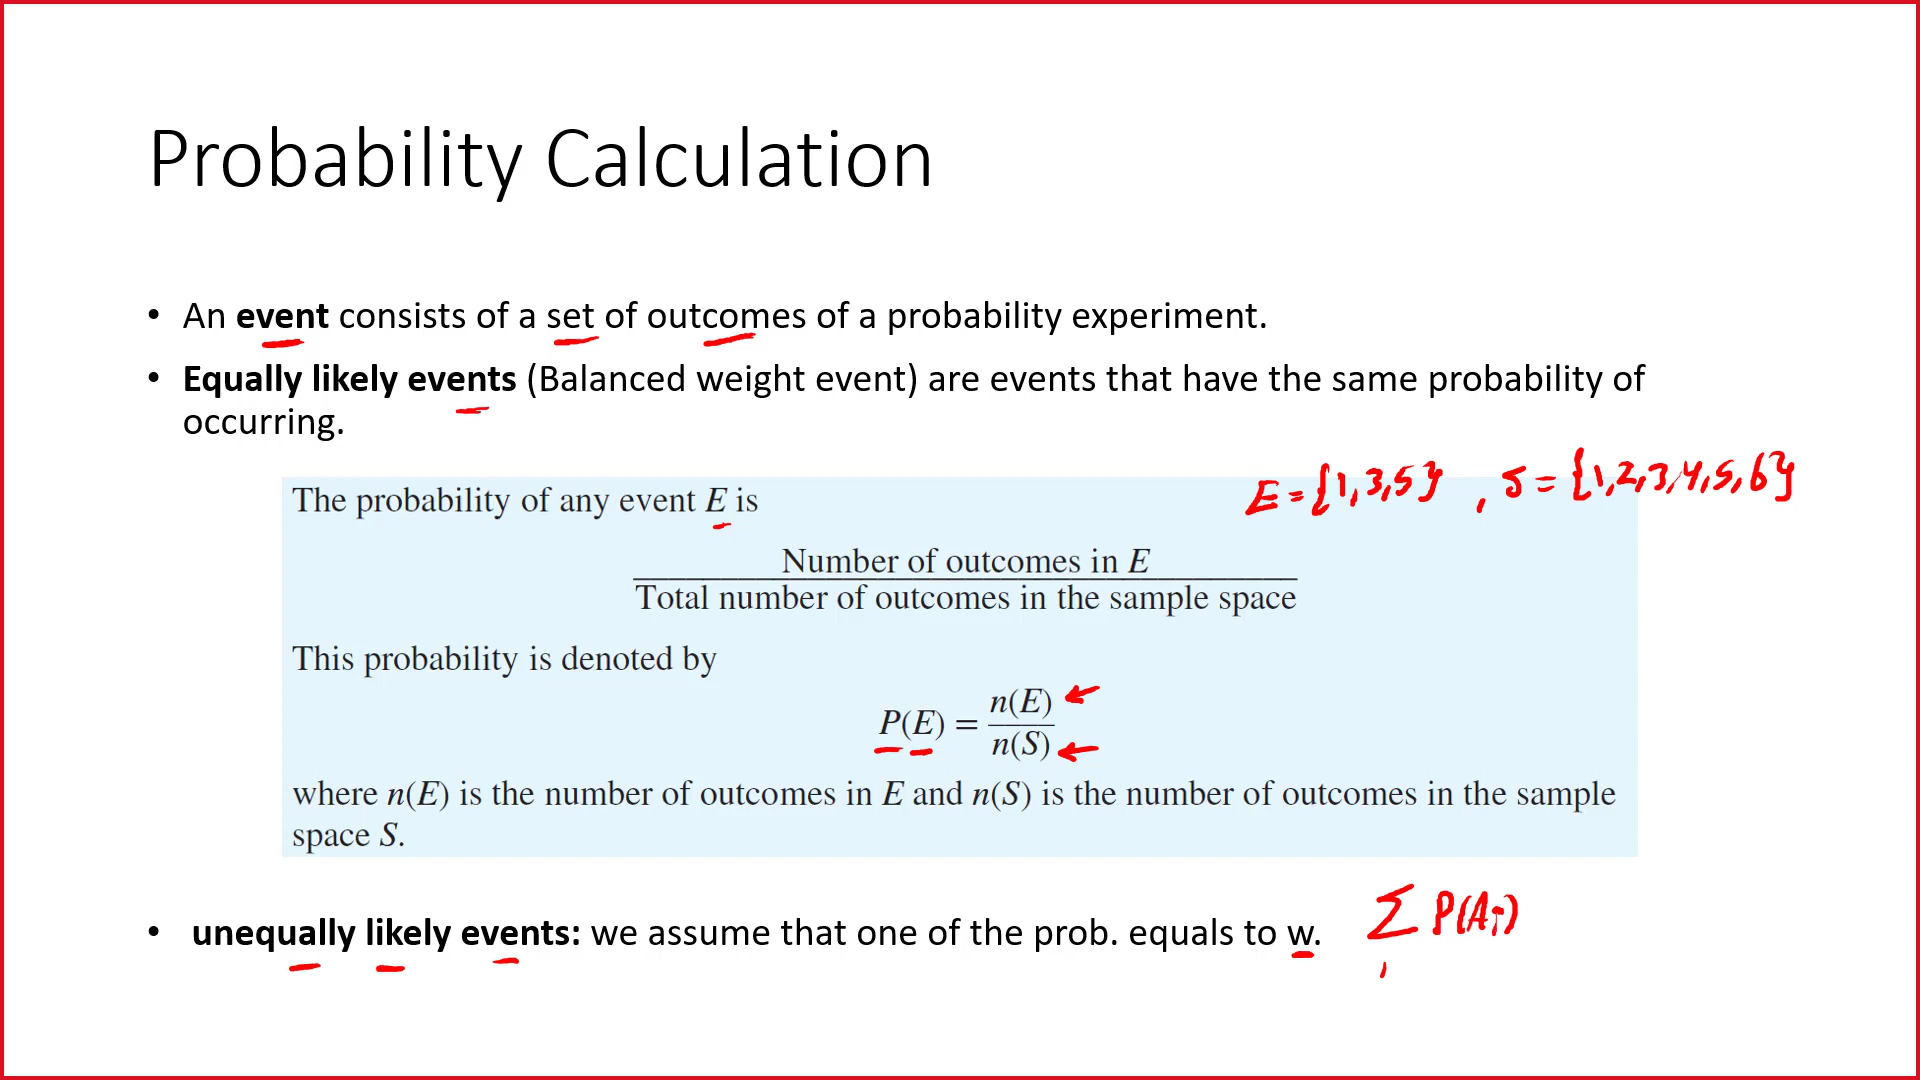 Probability Calculation
• An event consists of a set of outcomes of a probability experiment.
• Equally likely events (Balanced weight event) are events that have the same probability of
occurring.
E = {1,3,5} , S = {1,2,3,4,5,6}
The probability of any event E is
Number of outcomes in E
Total number of outcomes in the sample space
This probability is denoted by
P(E) = n(E)/n(S)
where n(E) is the number of outcomes in E and n(S) is the number of outcomes in the sample
space S.
• unequally likely events: we assume that one of the prob. equals to w.
∑ P(Ai)